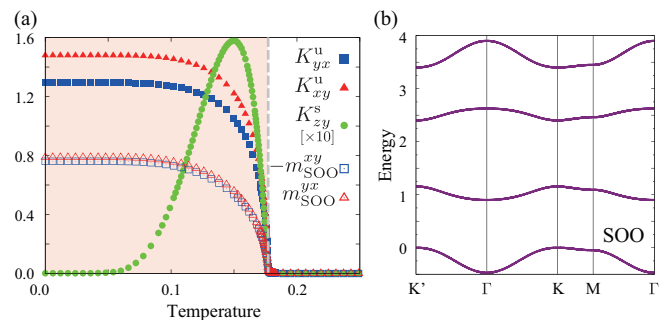 (a)
1.6
1.2
0.8
0.4
0.0
0.0
0.1
0.2
Temperature
K^u_yx
K^u_xy
K^s_zy
[×10]
−m^xy_SOO
m^yx_SOO
(b)
4
3
2
1
0
Energy
SOO
K’
Γ
K
M
Γ